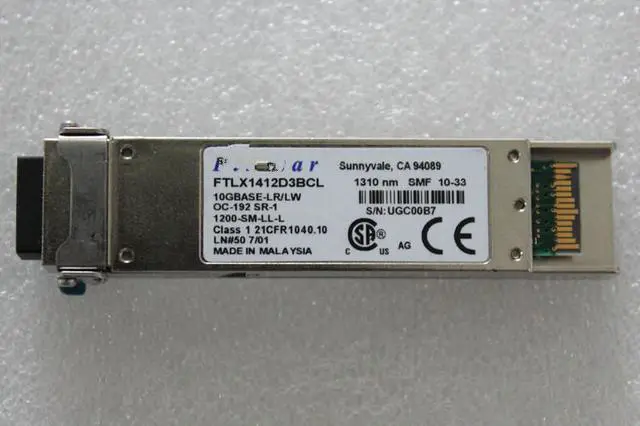 Sunnyvale, CA 94089
FTLX1412D3BCL 1310 nm SMF 10-33
10GBASE-LR/LW
OC-192 SR-1 S/N: UGC00B7
1200-SM-LL-L
Class 1 21CFR1040.10
LN#50 7/01
MADE IN MALAYSIA
SA®
C US
AG
CE